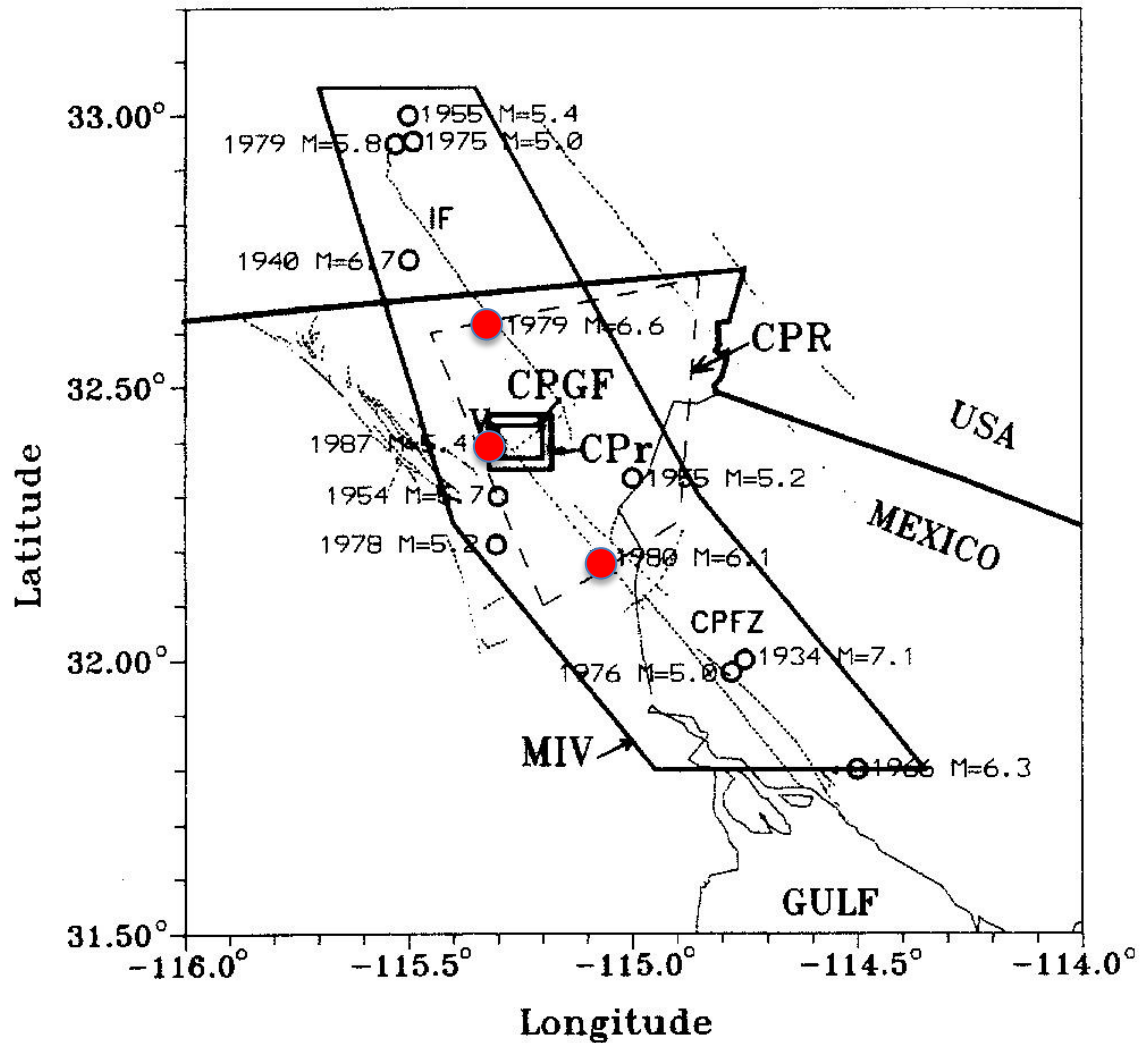 33.00°
1955 M=5.4
1979 M=5.8
1975 M=5.0
IF
1940 M=6.7
1979 M=6.6
CPR
32.50°
CPGF
V
USA
1987 M=5.4
CPr
1954 M=5.7
1955 M=5.2
MEXICO
1978 M=5.2
1980 M=6.1
CPFZ
32.00°
1934 M=7.1
1976 M=5.0
MIV
1966 M=6.3
GULF
31.50°
-116.0°
-115.5°
-115.0°
-114.5°
-114.0°
Latitude
Longitude